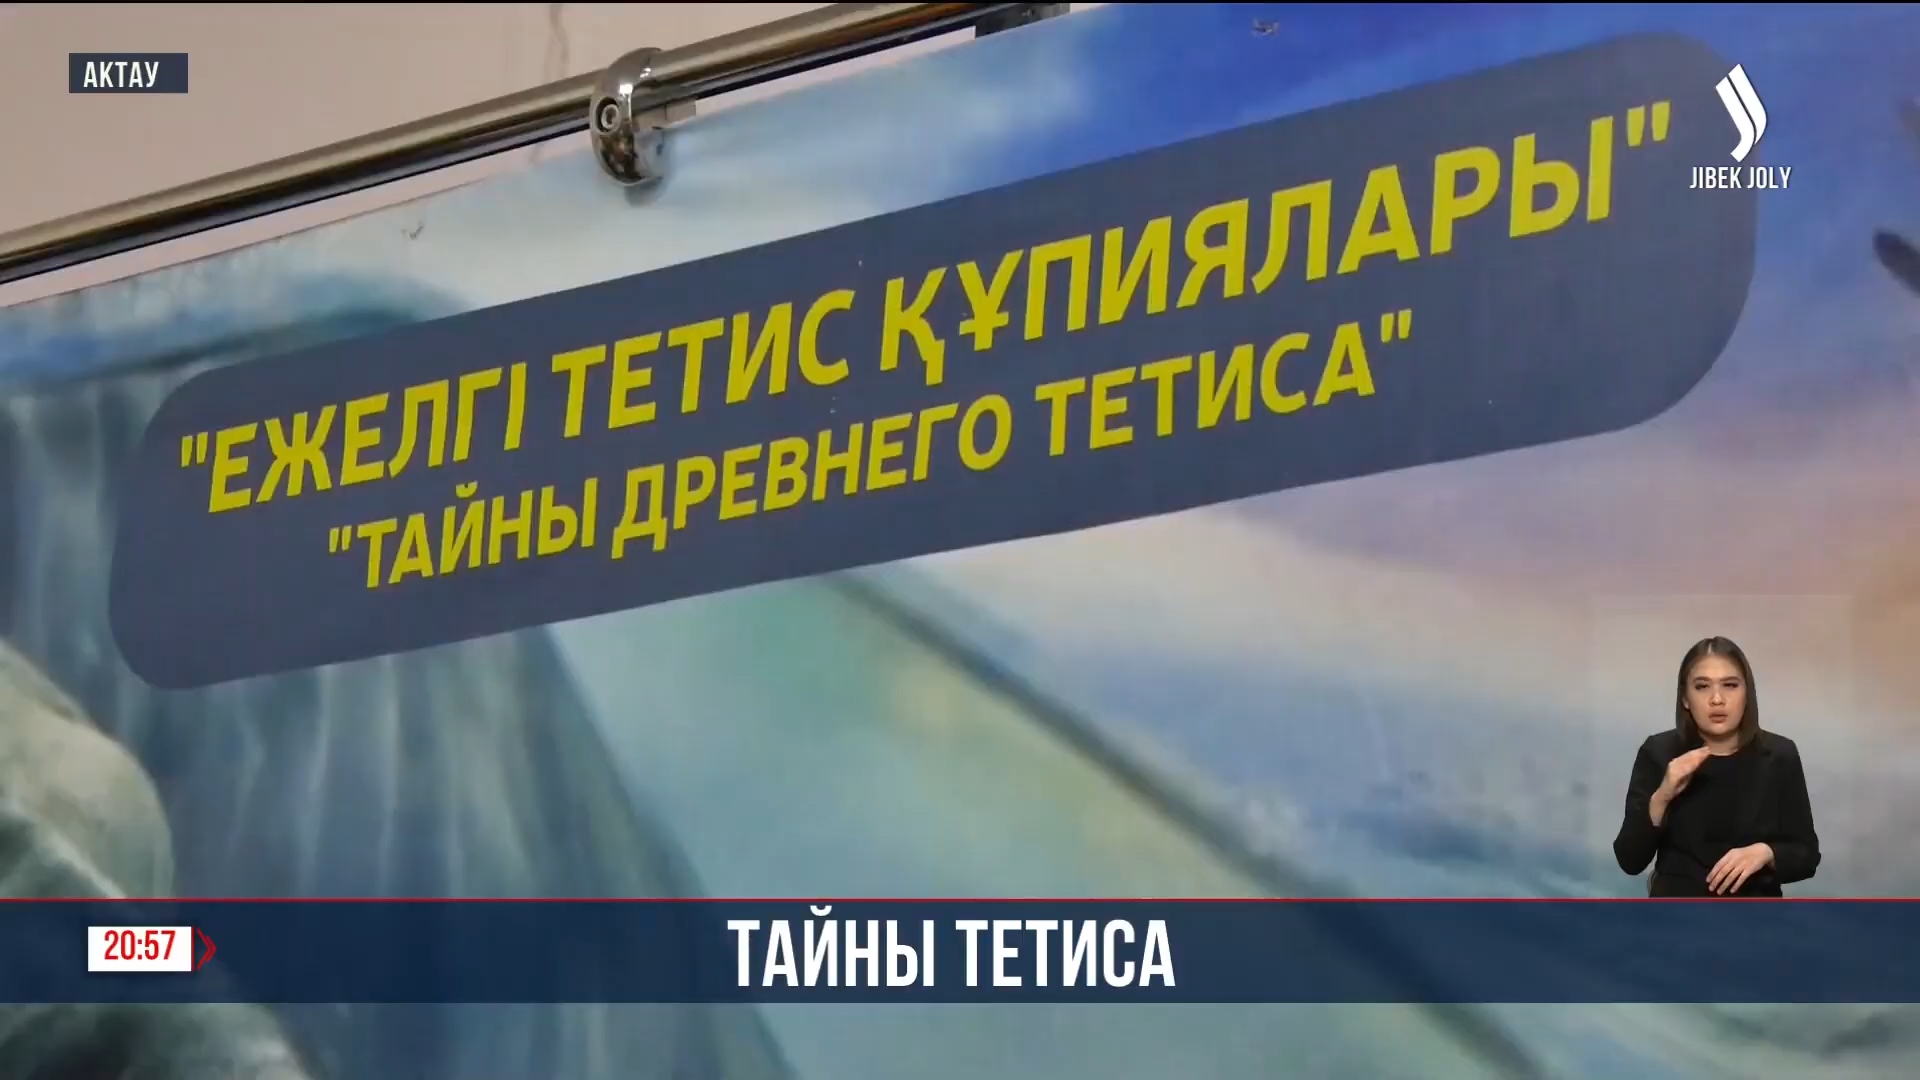 АКТАУ
JIBEK JOLY
"ЕЖЕЛГІ ТЕТИС ҚҰПИЯЛАРЫ"
"ТАЙНЫ ДРЕВНЕГО ТЕТИСА"
20:57
ТАЙНЫ ТЕТИСА